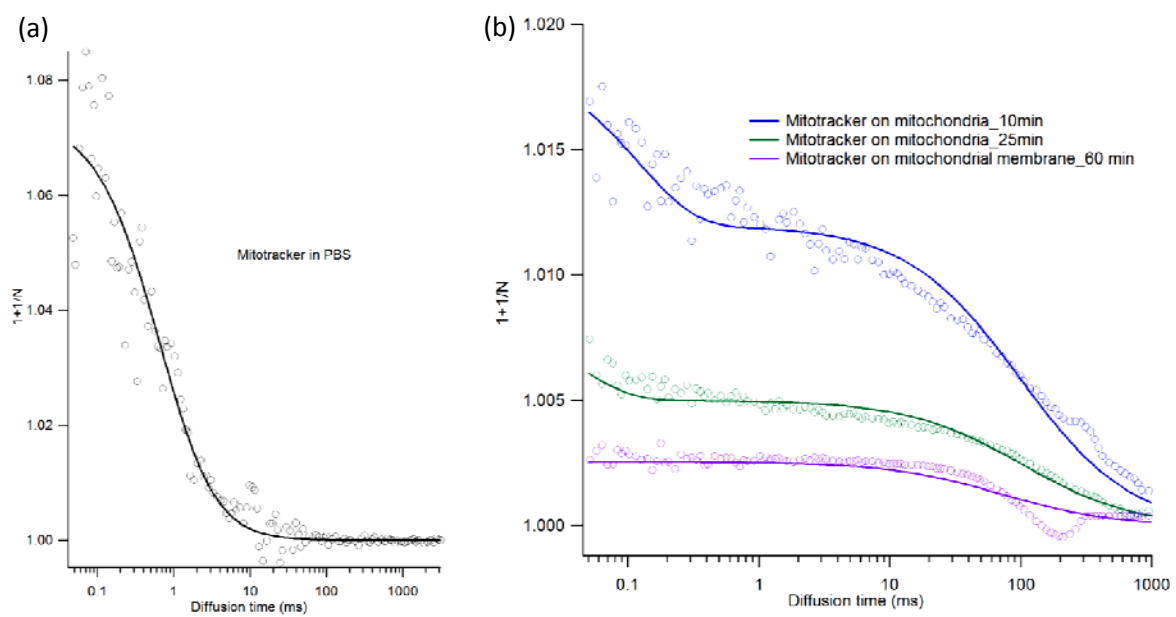 (a)
1.08
1.06
1.04
1.02
1.00
1+1/N
Mitotracker in PBS
0.1 1 10 100 1000
Diffusion time (ms)
(b)
1.020
1.015
1.010
1.005
1.000
1+1/N
Mitotracker on mitochondria_10min
Mitotracker on mitochondria_25min
Mitotracker on mitochondrial membrane_60 min
0.1 1 10 100 1000
Diffusion time (ms)